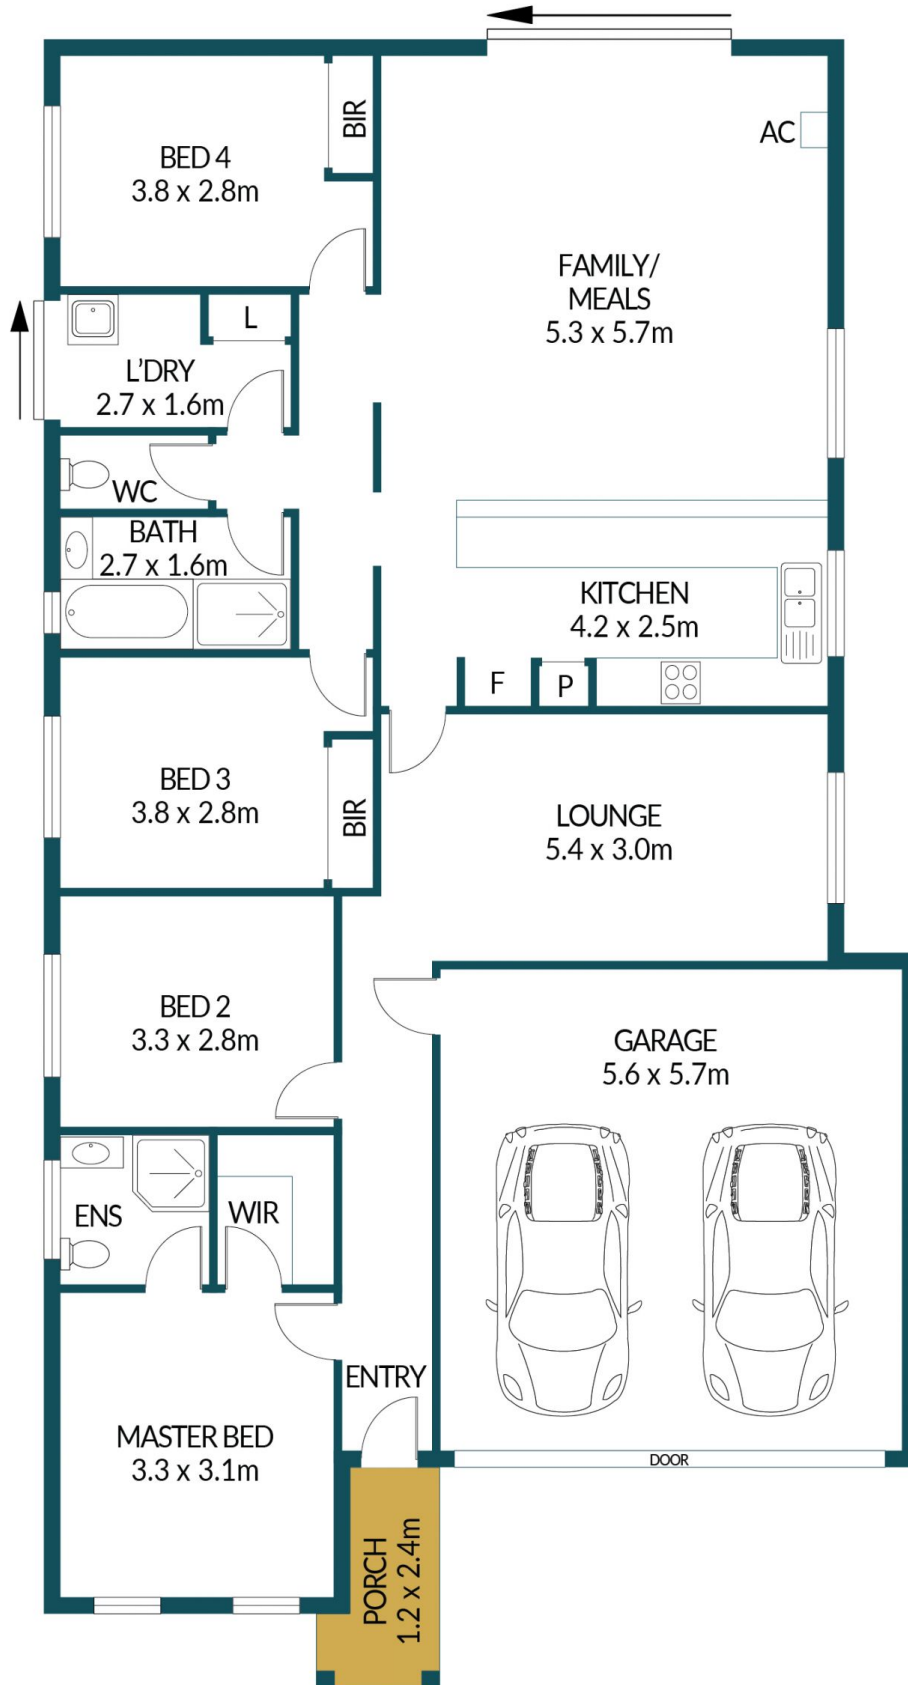 BED 4
3.8 x 2.8m
BIR
AC
FAMILY/
MEALS
5.3 x 5.7m
L
L'DRY
2.7 x 1.6m
WC
BATH
2.7 x 1.6m
KITCHEN
4.2 x 2.5m
F
P
BED 3
3.8 x 2.8m
BIR
LOUNGE
5.4 x 3.0m
BED 2
3.3 x 2.8m
GARAGE
5.6 x 5.7m
ENS
WIR
ENTRY
MASTER BED
3.3 x 3.1m
DOOR
PORCH
1.2 x 2.4m